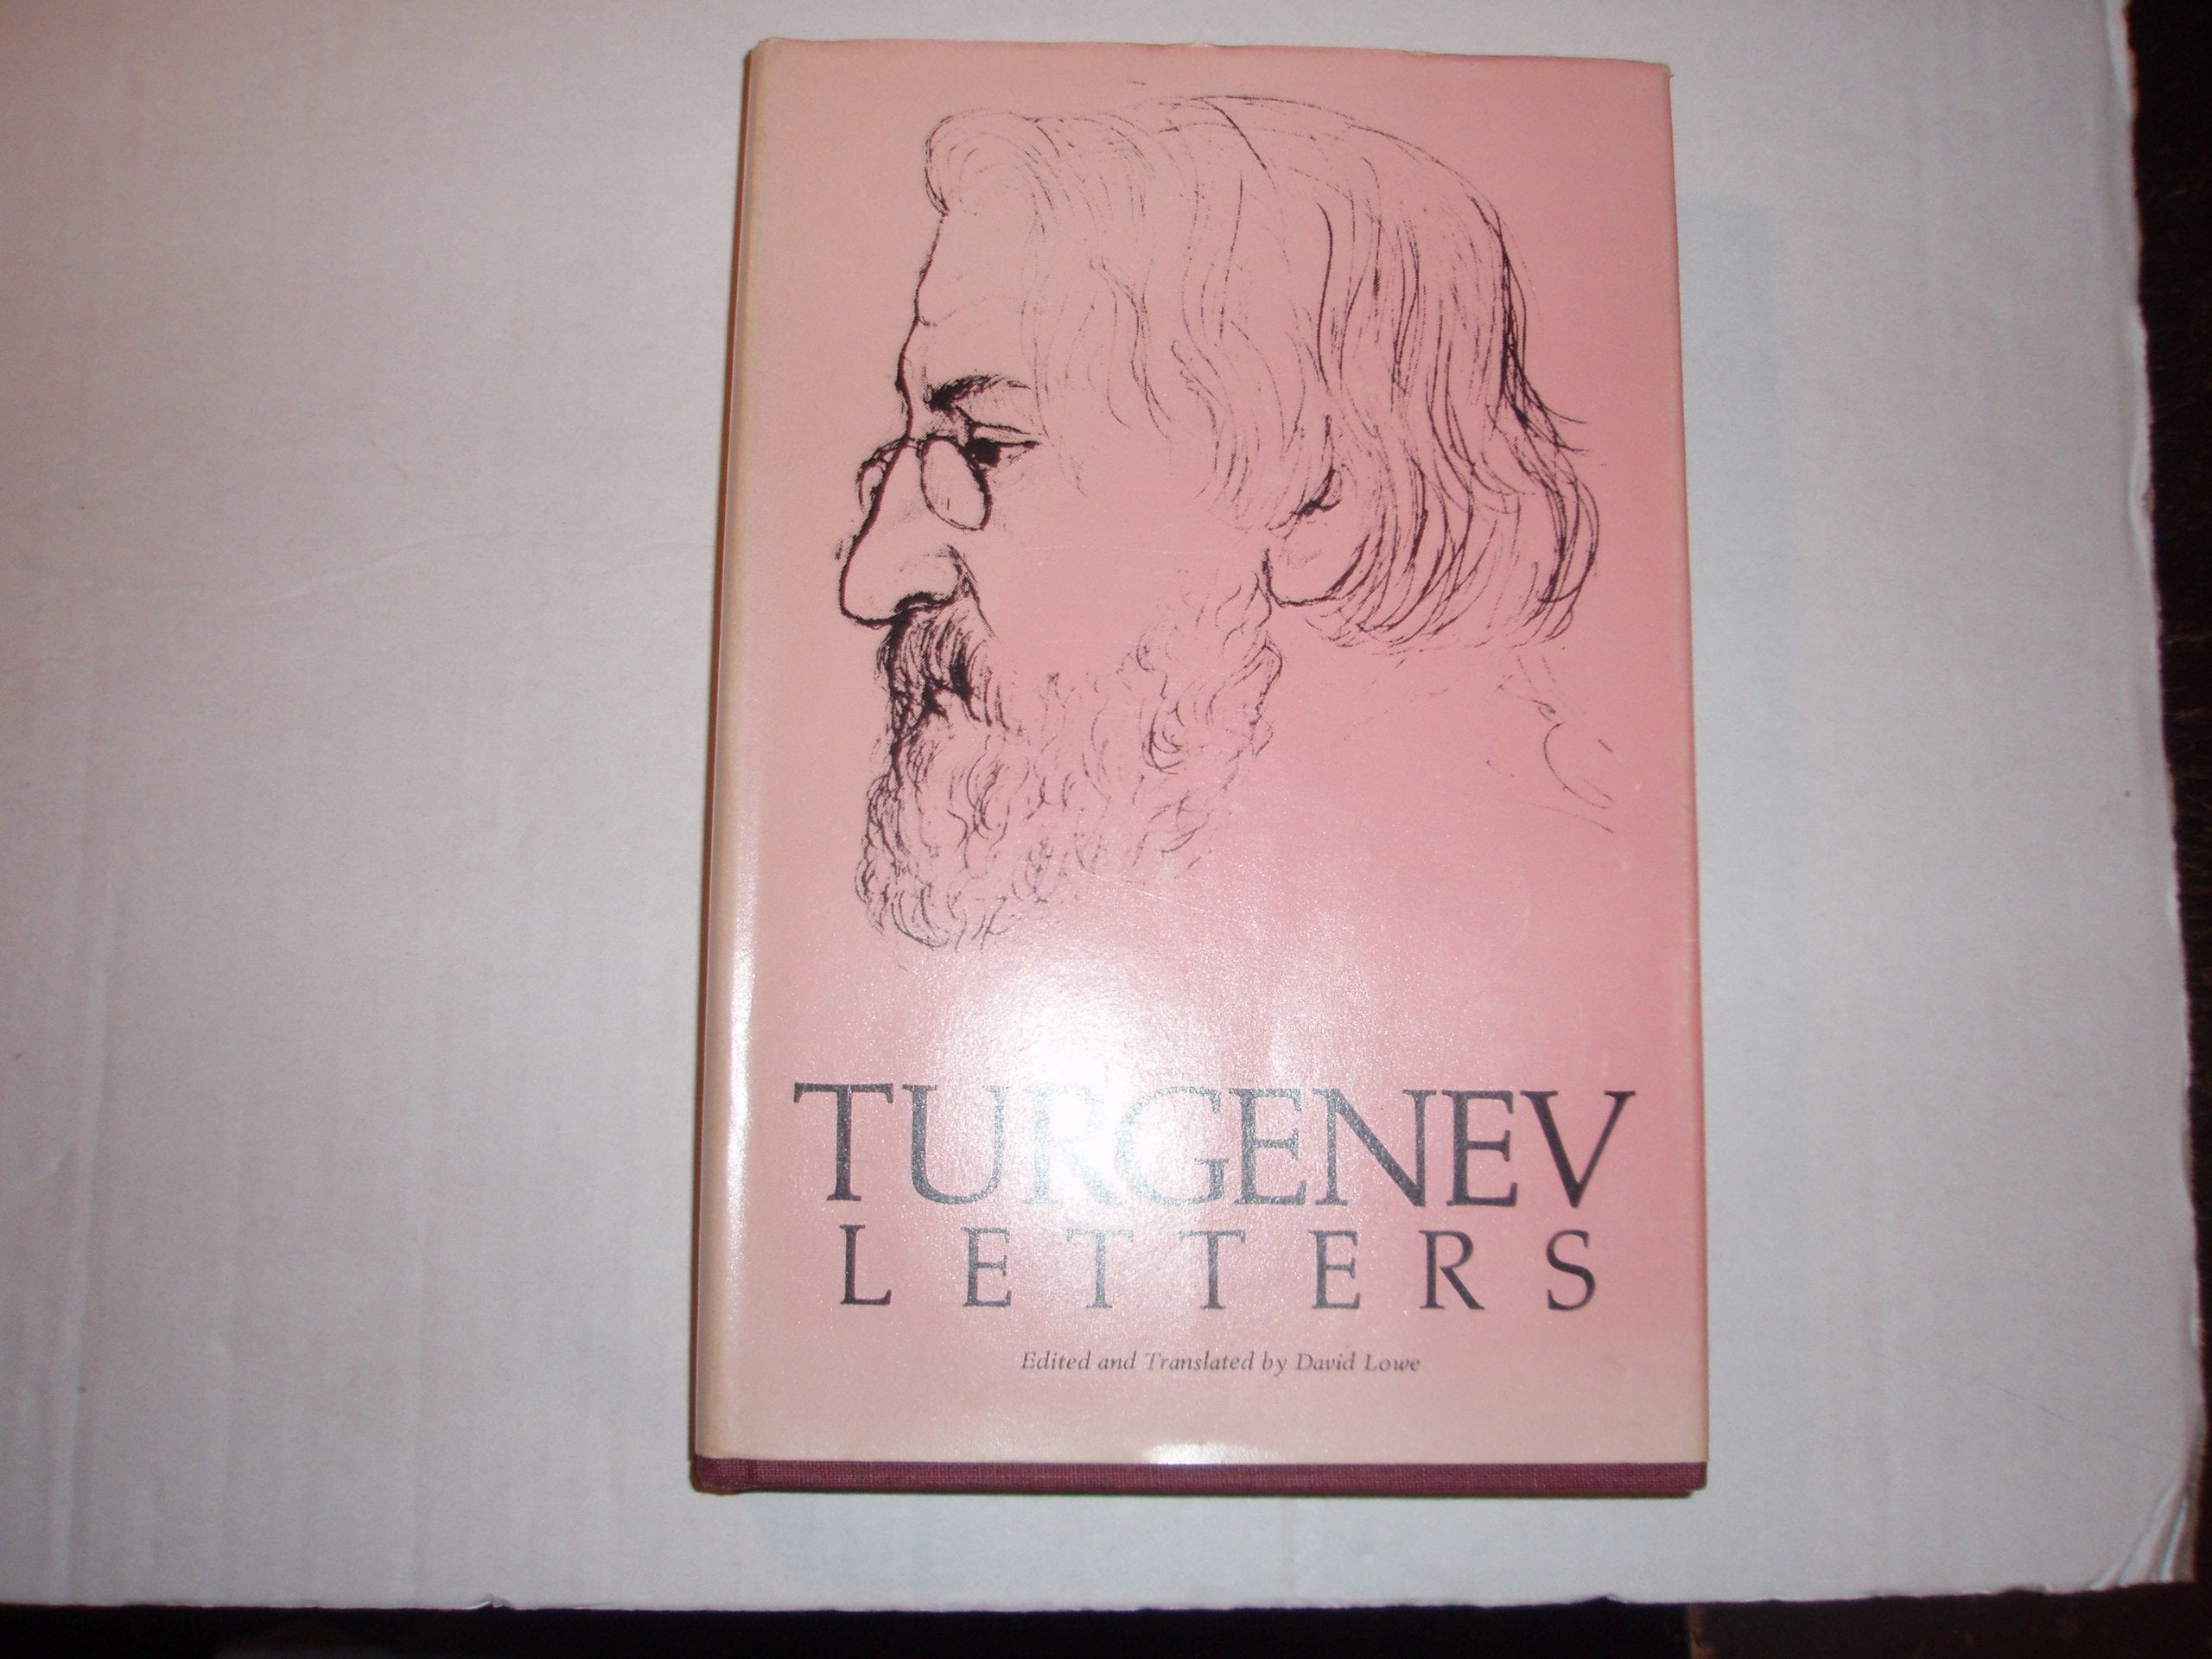 TURGENEV
LETTERS
Edited and Translated by David Lowe